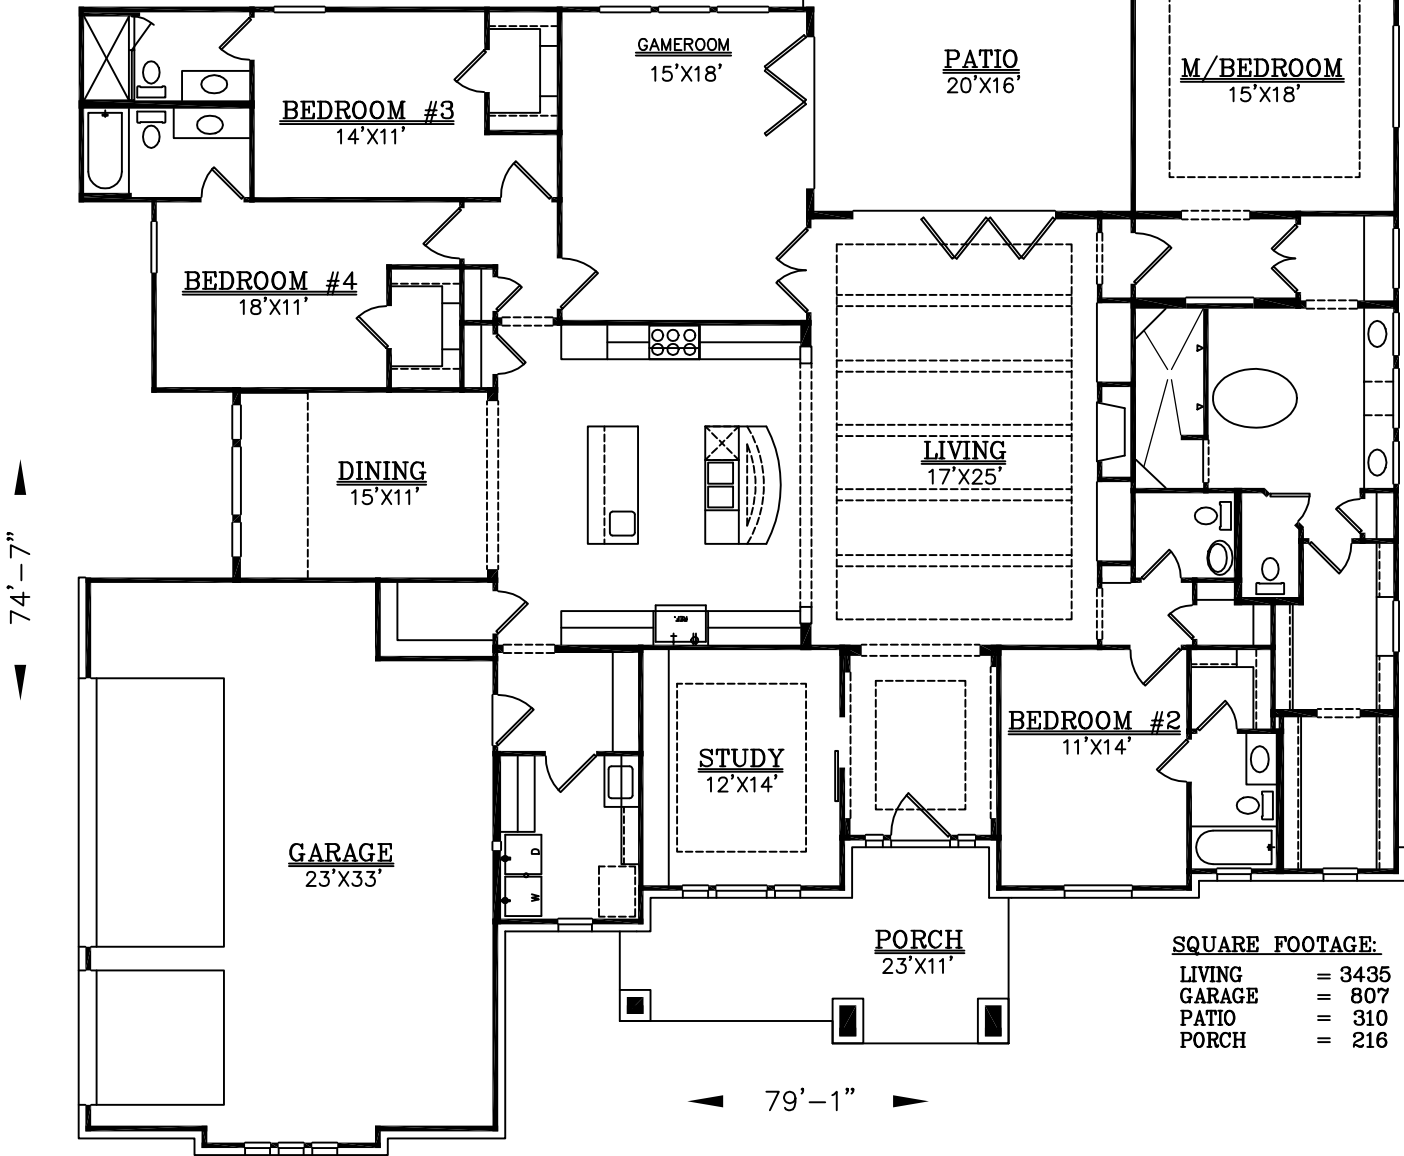 GAMEROOM
15'X18'
PATIO
20'X16'
M/BEDROOM
15'X18'
BEDROOM #3
14'X11'
BEDROOM #4
18'X11'
DINING
15'X11'
LIVING
17'X25'
74'-7"
REF.
BEDROOM #2
11'X14'
STUDY
12'X14'
GARAGE
23'X33'
D
W
PORCH
23'X11'
SQUARE FOOTAGE:
LIVING = 3435
GARAGE = 807
PATIO = 310
PORCH = 216
79'-1"